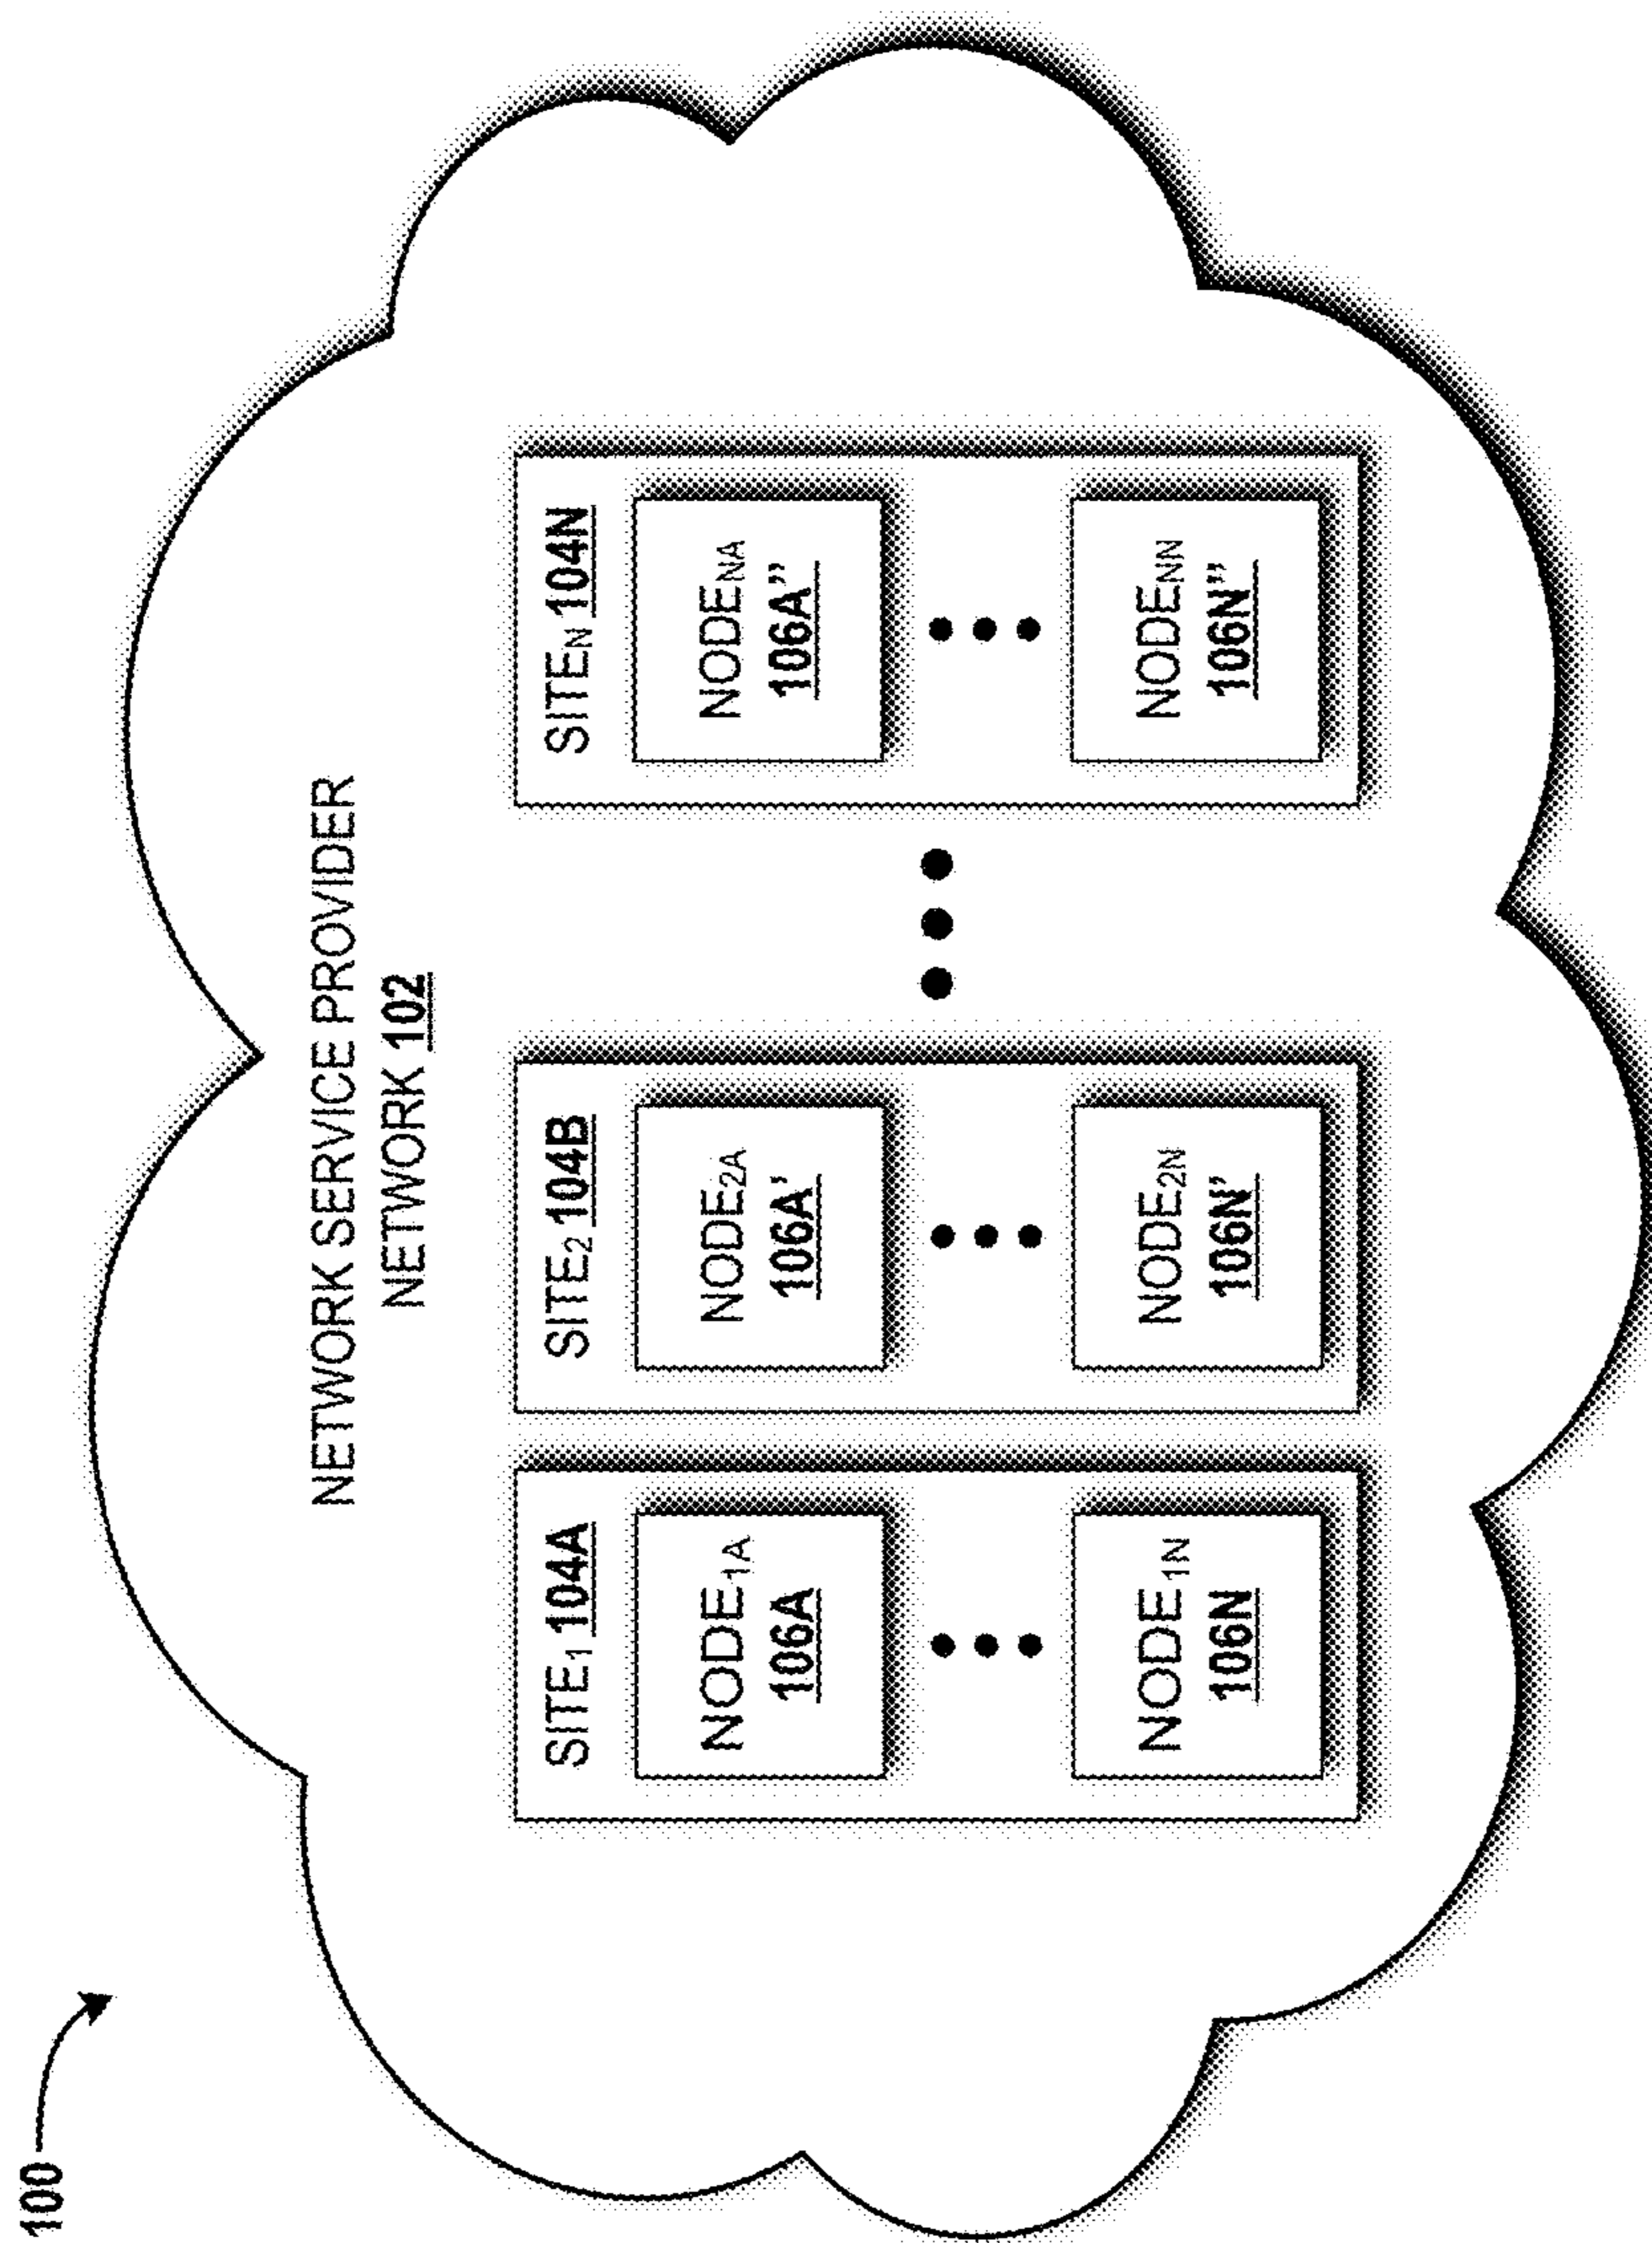 100
NETWORK SERVICE PROVIDER
NETWORK 102
SITE₁ 104A
NODE₁A
106A
NODE₁N
106N
SITE₂ 104B
NODE₂A
106A'
NODE₂N
106N'
SITEN 104N
NODENA
106A"
NODENN
106N"